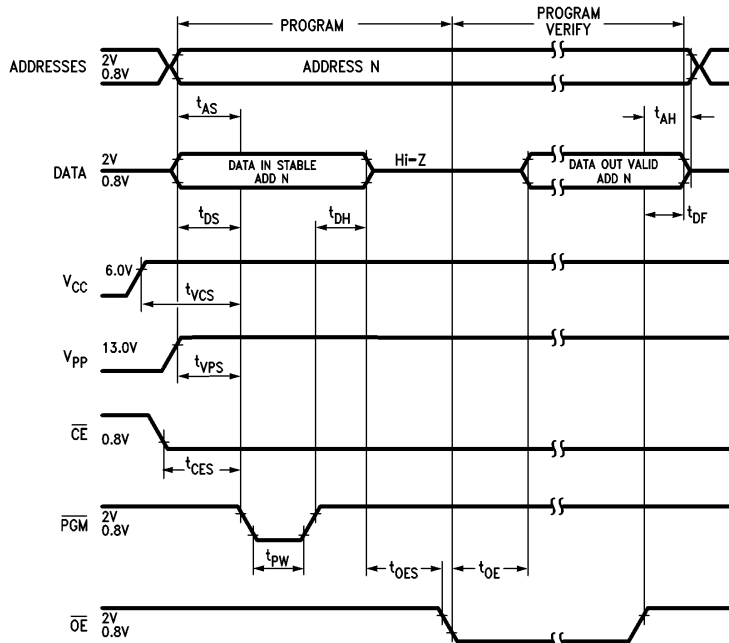 PROGRAM
PROGRAM
VERIFY
ADDRESSES
2V
0.8V
ADDRESS N
tAS
tAH
DATA
2V
0.8V
DATA IN STABLE
ADD N
Hi-Z
DATA OUT VALID
ADD N
tDS
tDH
tDF
VCC
6.0V
tVCS
VPP
13.0V
tVPS
CE
0.8V
tCES
PGM
2V
0.8V
tPW
tOES
tOE
OE
2V
0.8V